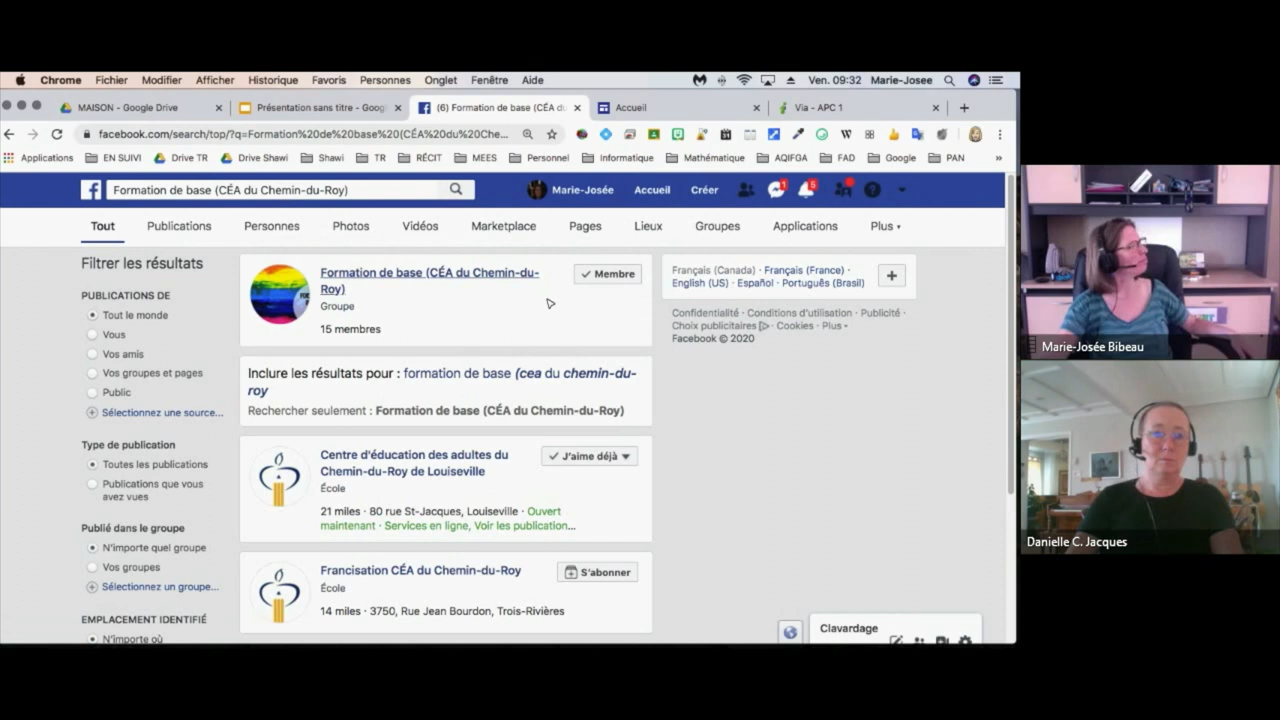 Chrome Fichier Modifier Afficher Historique Favoris Personnes Onglet Fenêtre Aide Ven. 09:32 Marie-Josee
MAISON - Google Drive Présentation sans titre - Goog (6) Formation de base (CÉA du Accueil Via - APC 1
facebook.com/search/top/?q=Formation%20de%20base%20(CÉA%20du%20Che...
Applications EN SUIVI Drive TR Drive Shawi Shawi TR RÉCIT MEES Personnel Informatique Mathématique AQIFGA FAD Google PAN »
Formation de base (CÉA du Chemin-du-Roy) Marie-Josée Accueil Créer
Tout Publications Personnes Photos Vidéos Marketplace Pages Lieux Groupes Applications Plus
Filtrer les résultats
PUBLICATIONS DE
Tout le monde
Vous
Vos amis
Vos groupes et pages
Public
Sélectionnez une source...
Type de publication
Toutes les publications
Publications que vous
avez vues
Publié dans le groupe
N'importe quel groupe
Vos groupes
Sélectionnez un groupe...
EMPLACEMENT IDENTIFIÉ
N'importe où
Formation de base (CÉA du Chemin-du-
Roy)
Membre
Groupe
15 membres
Inclure les résultats pour : formation de base (cea du chemin-du-
roy
Rechercher seulement : Formation de base (CÉA du Chemin-du-Roy)
Centre d'éducation des adultes du
Chemin-du-Roy de Louiseville
J'aime déjà
École
21 miles · 80 rue St-Jacques, Louiseville · Ouvert
maintenant · Services en ligne, Voir les publication...
Francisation CÉA du Chemin-du-Roy
S'abonner
École
14 miles · 3750, Rue Jean Bourdon, Trois-Rivières
Français (Canada) · Français (France) ·
English (US) · Español · Português (Brasil)
Confidentialité · Conditions d'utilisation · Publicité ·
Choix publicitaires · Cookies · Plus
Facebook © 2020
Clavardage
Marie-Josée Bibeau
Danielle C. Jacques